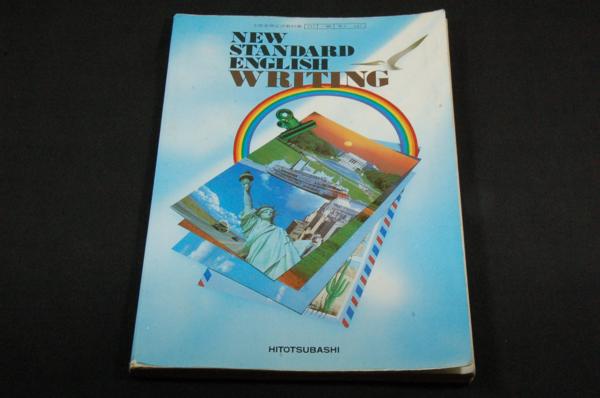 NEW
STANDARD
ENGLISH
WRITING
HITOTSUBASHI